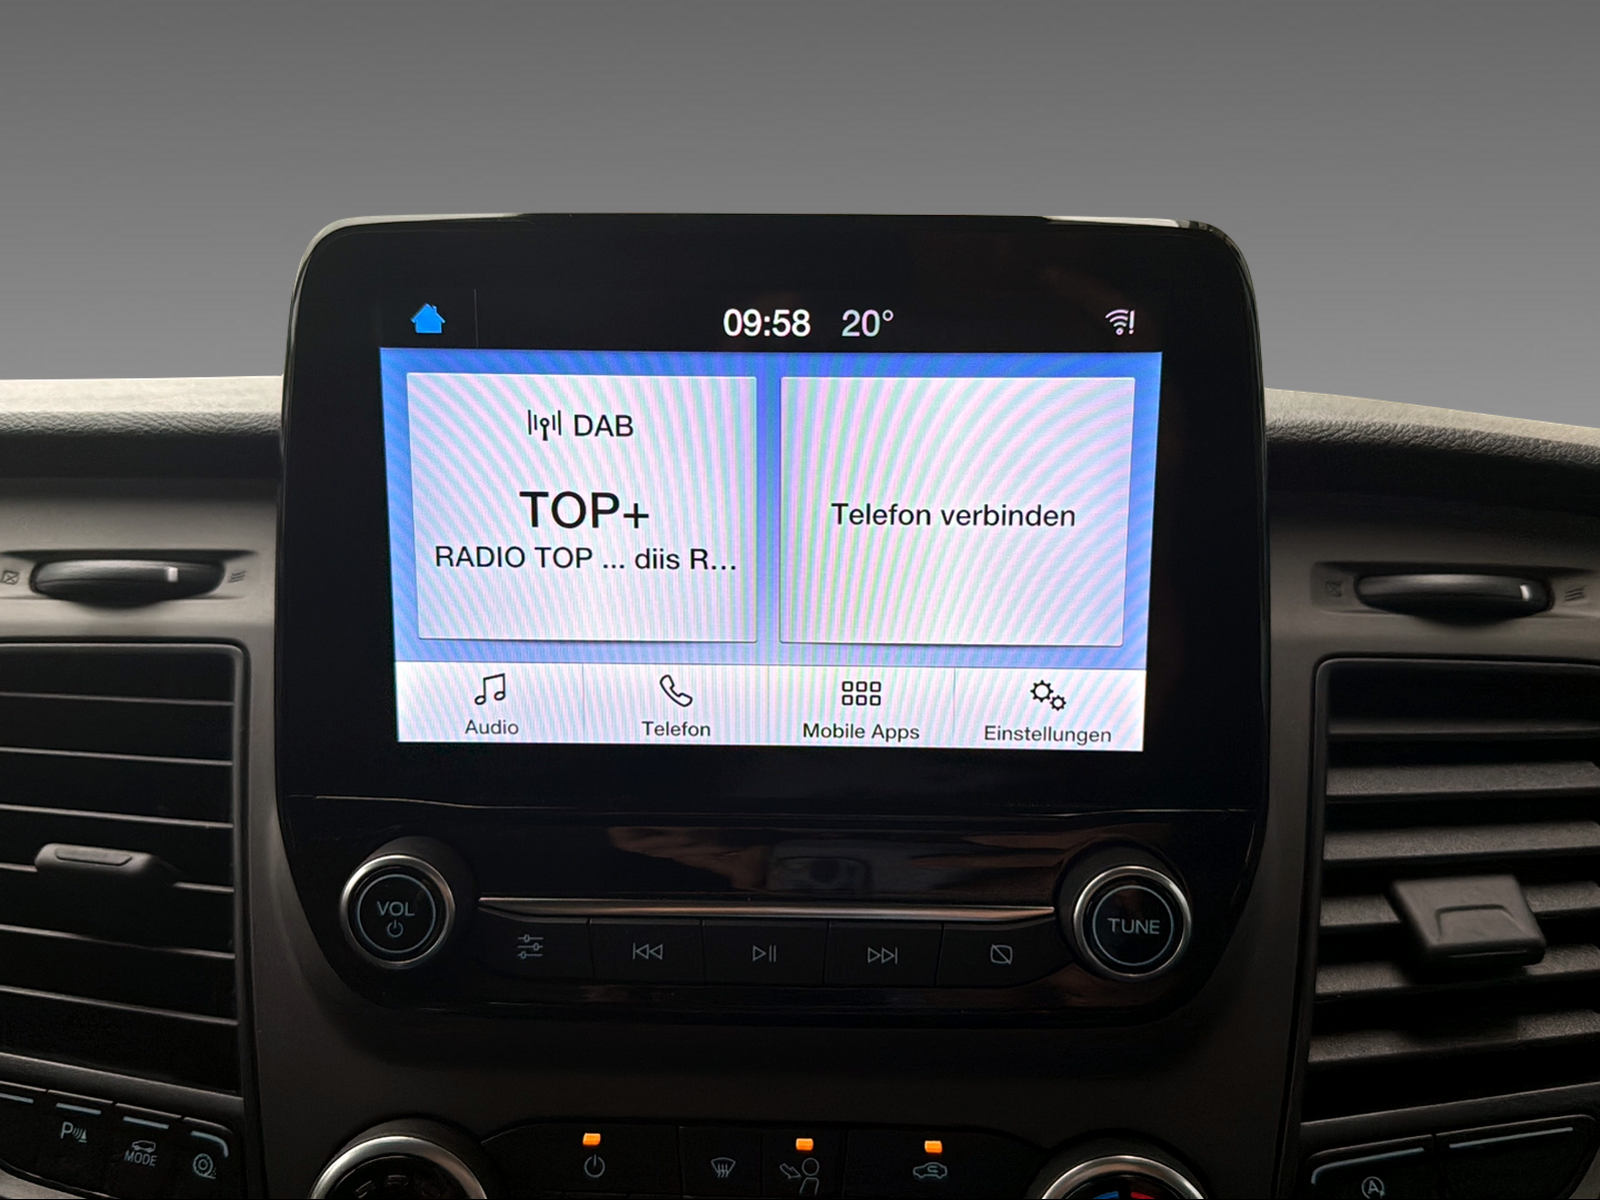 09:58 20°
DAB
TOP+
RADIO TOP ... diis R...
Telefon verbinden
Audio
Telefon
Mobile Apps
Einstellungen
VOL
TUNE
P
MODE
A